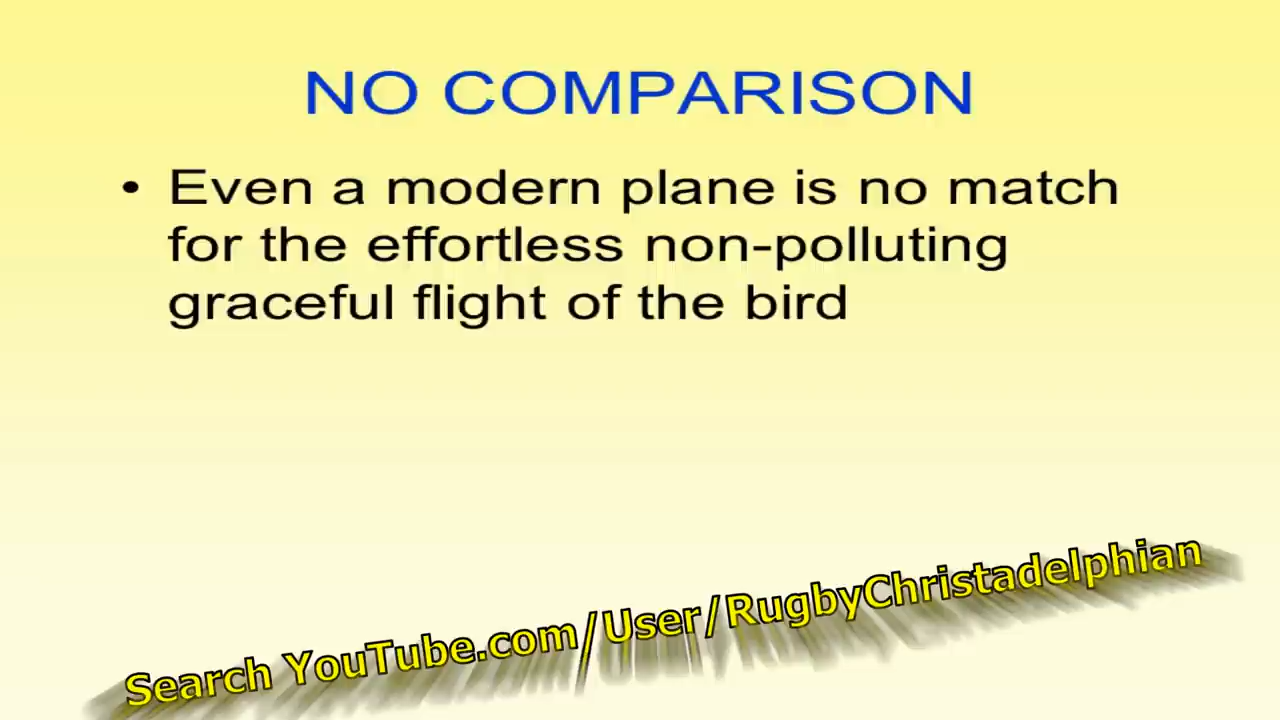 NO COMPARISON
• Even a modern plane is no match
for the effortless non-polluting
graceful flight of the bird
Search YouTube.com/User/RugbyChristadelphian